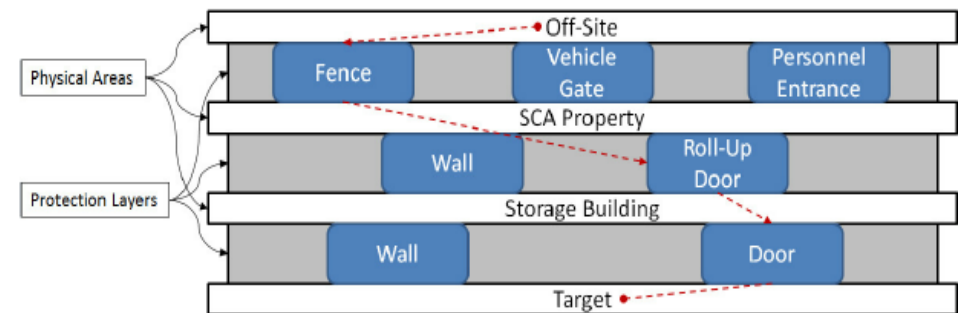 Off-Site
Physical Areas
Fence
Vehicle
Gate
Personnel
Entrance
SCA Property
Protection Layers
Wall
Roll-Up
Door
Storage Building
Wall
Door
Target